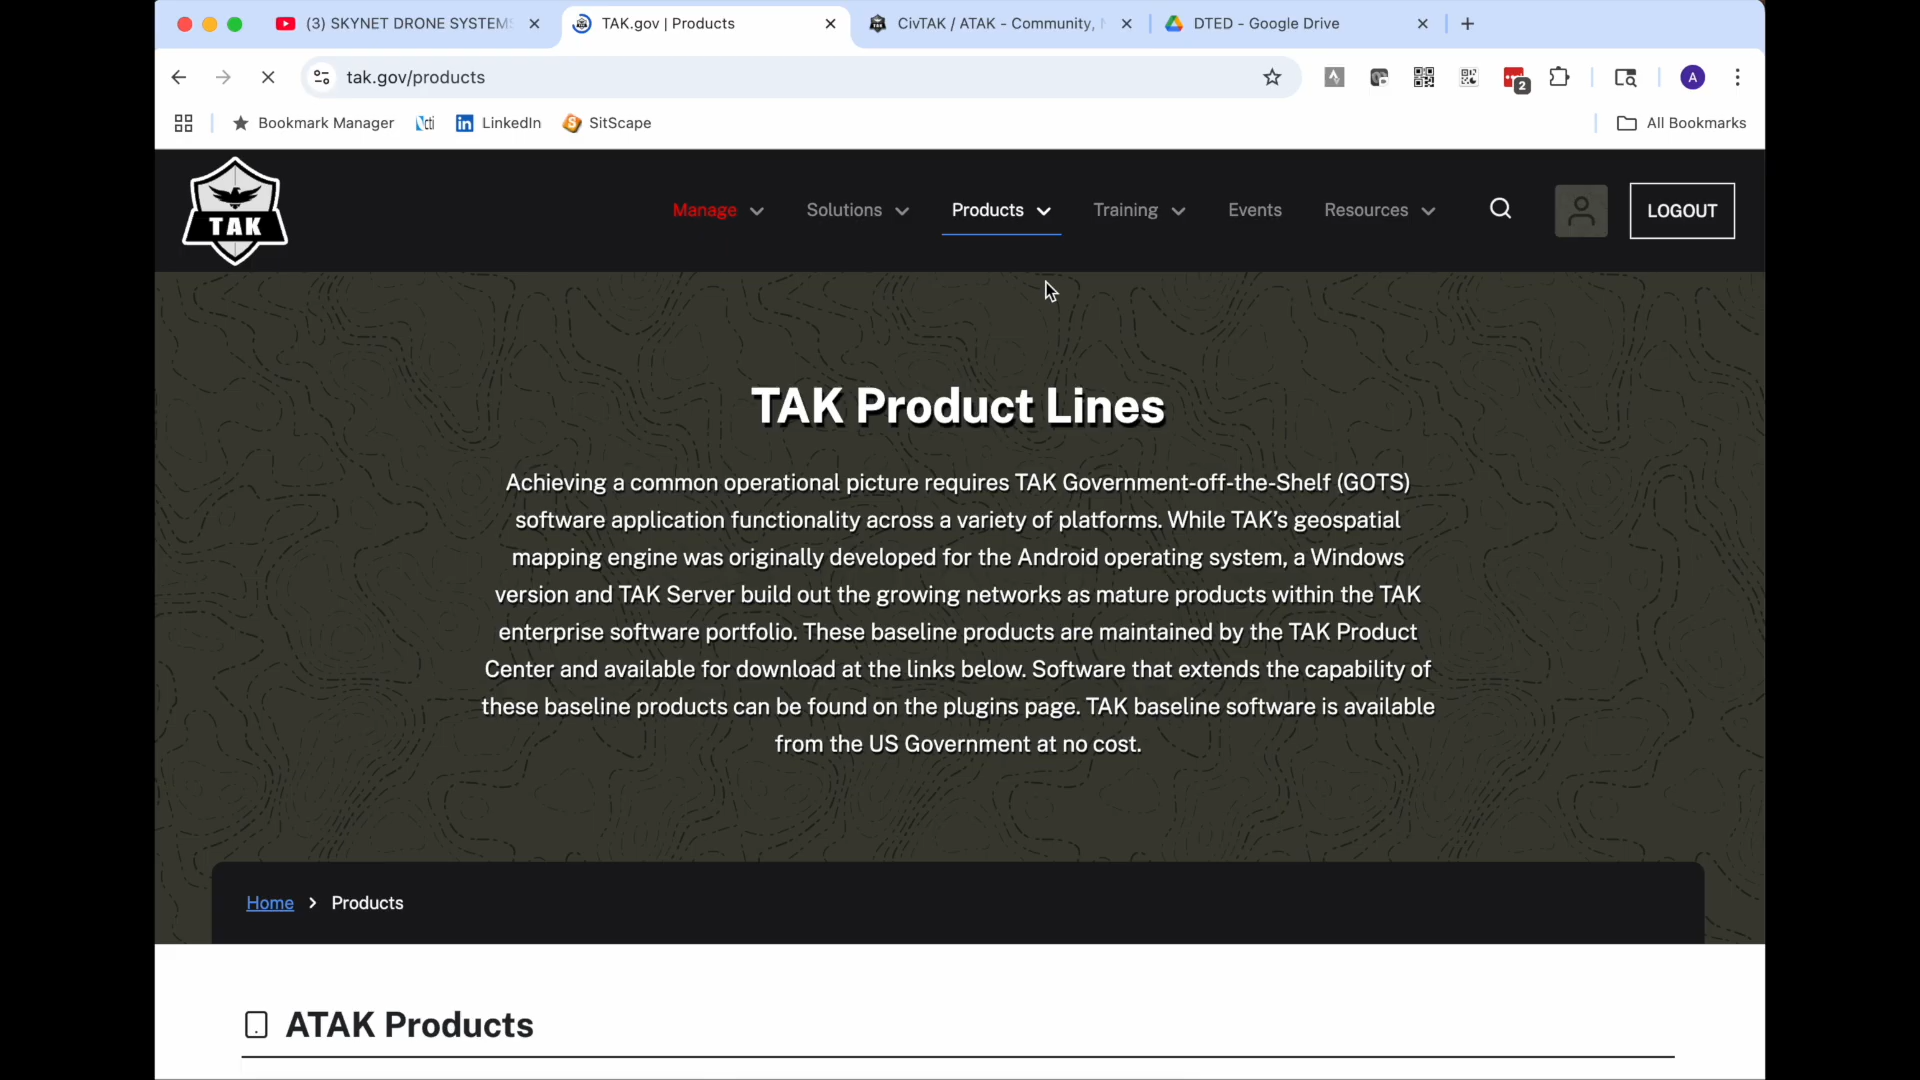 (3) SKYNET DRONE SYSTEMS
TAK.gov | Products
CivTAK / ATAK - Community,
DTED - Google Drive
tak.gov/products
2
A
Bookmark Manager
cti
LinkedIn
SitScape
All Bookmarks
TAK
Manage
Solutions
Products
Training
Events
Resources
LOGOUT
TAK Product Lines
Achieving a common operational picture requires TAK Government-off-the-Shelf (GOTS)
software application functionality across a variety of platforms. While TAK’s geospatial
mapping engine was originally developed for the Android operating system, a Windows
version and TAK Server build out the growing networks as mature products within the TAK
enterprise software portfolio. These baseline products are maintained by the TAK Product
Center and available for download at the links below. Software that extends the capability of
these baseline products can be found on the plugins page. TAK baseline software is available
from the US Government at no cost.
Home > Products
ATAK Products